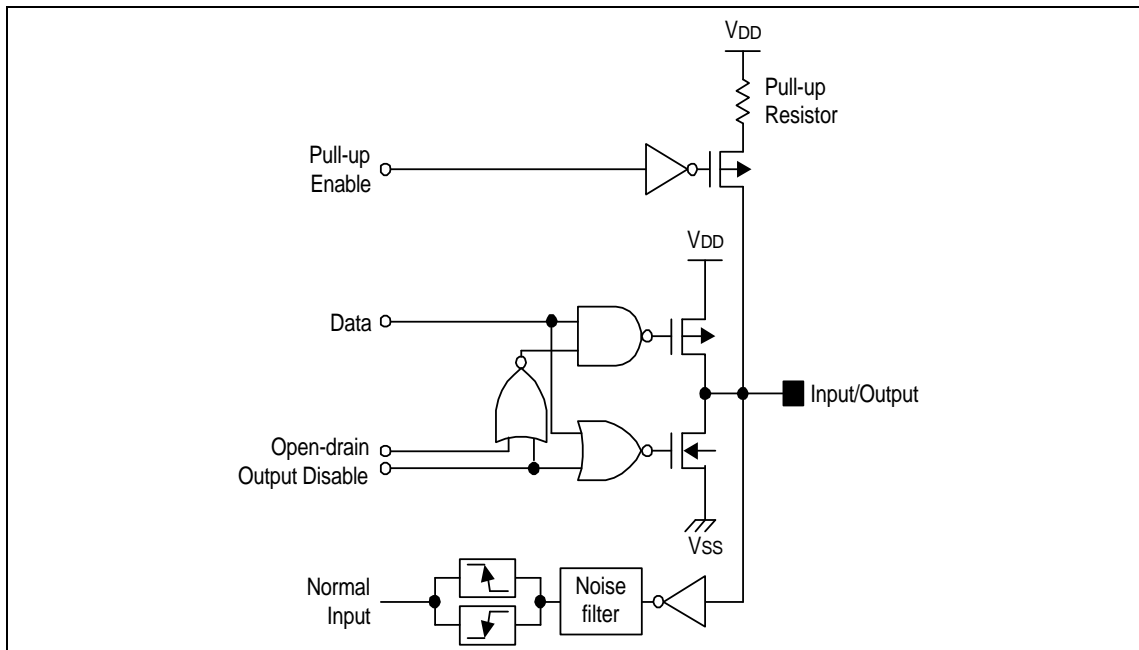 VDD
Pull-up
Resistor
Pull-up
Enable
VDD
Data
Input/Output
Open-drain
Output Disable
VSS
Normal
Input
Noise
filter